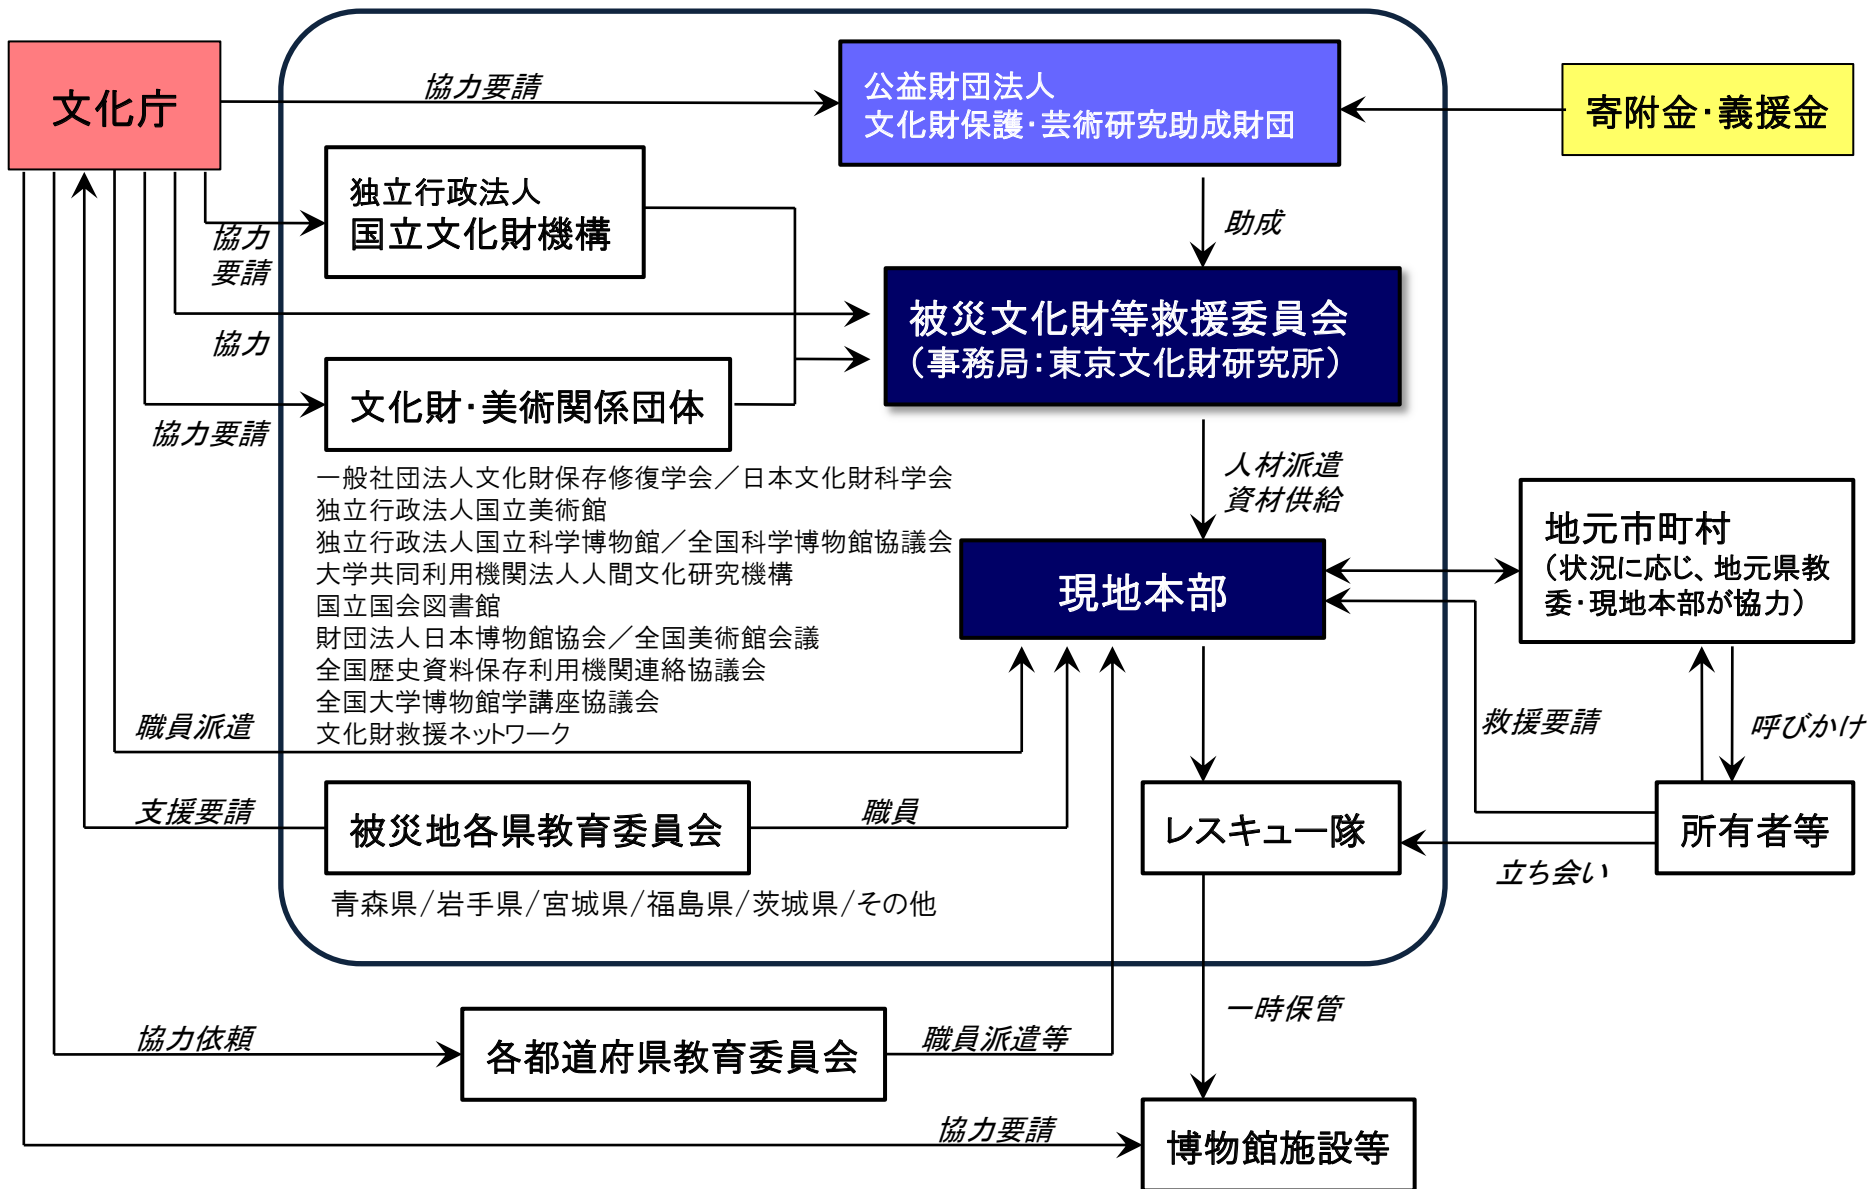 文化庁
協力要請
公益財団法人
文化財保護・芸術研究助成財団
寄附金・義援金
独立行政法人
国立文化財機構
協力
要請
助成
被災文化財等救援委員会
（事務局：東京文化財研究所）
協力
文化財・美術関係団体
協力要請
一般社団法人文化財保存修復学会／日本文化財科学会
独立行政法人国立美術館
独立行政法人国立科学博物館／全国科学博物館協議会
大学共同利用機関法人人間文化研究機構
国立国会図書館
財団法人日本博物館協会／全国美術館会議
全国歴史資料保存利用機関連絡協議会
全国大学博物館学講座協議会
文化財救援ネットワーク
人材派遣
資材供給
現地本部
地元市町村
（状況に応じ、地元県教
委・現地本部が協力）
職員派遣
救援要請
呼びかけ
支援要請
被災地各県教育委員会
職員
レスキュー隊
所有者等
立ち会い
青森県/岩手県/宮城県/福島県/茨城県/その他
一時保管
協力依頼
各都道府県教育委員会
職員派遣等
協力要請
博物館施設等